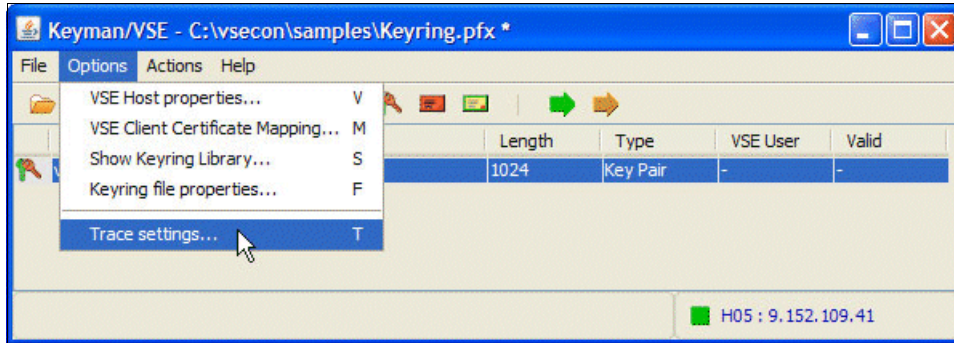 Keyman/VSE - C:\vsecon\samples\Keyring.pfx *
File Options Actions Help
VSE Host properties... V
VSE Client Certificate Mapping... M
Show Keyring Library... S
Keyring file properties... F
Trace settings... T
Length Type VSE User Valid
1024 Key Pair - -
H05 : 9.152.109.41